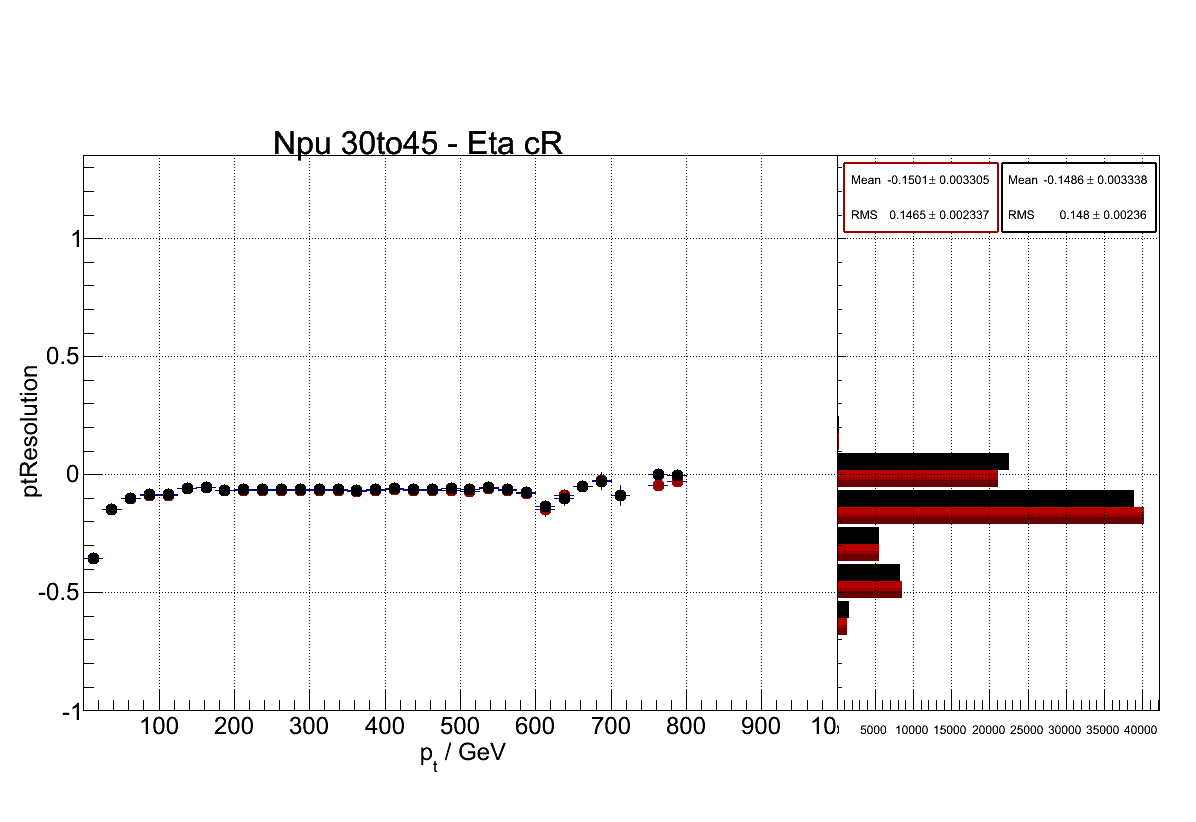 Npu 30to45 - Eta cR
Mean -0.1501 ± 0.003305
RMS 0.1465 ± 0.002337
Mean -0.1486 ± 0.003338
RMS 0.148 ± 0.00236
1
0.5
0
-0.5
-1
ptResolution
100 200 300 400 500 600 700 800 900 10
5000 10000 15000 20000 25000 30000 35000 40000
pt / GeV